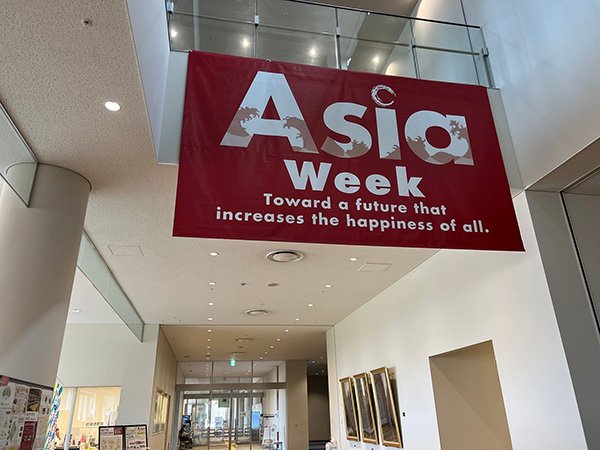 Asia
Week
Toward a future that
increases the happiness of all.